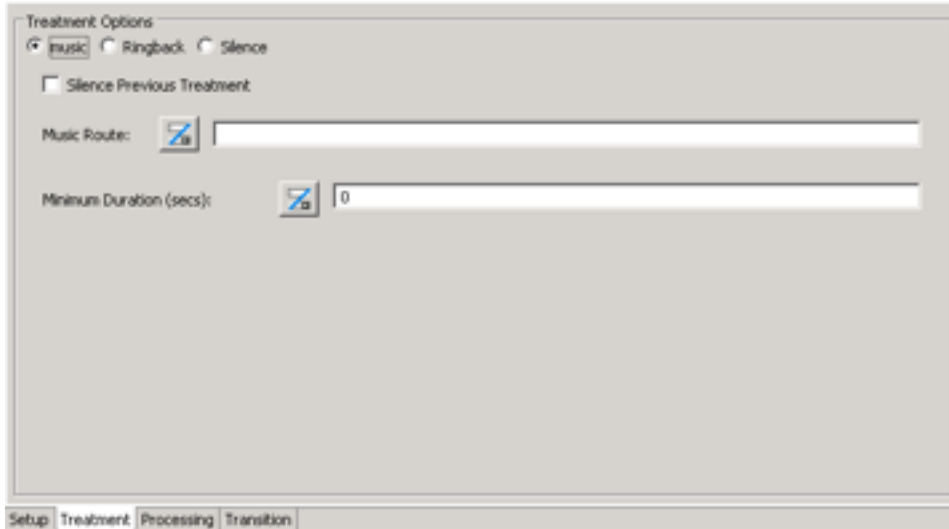 Treatment Options
music Ringback Silence
Silence Previous Treatment
Music Route:
Minimum Duration (secs): 0
Setup Treatment Processing Transition